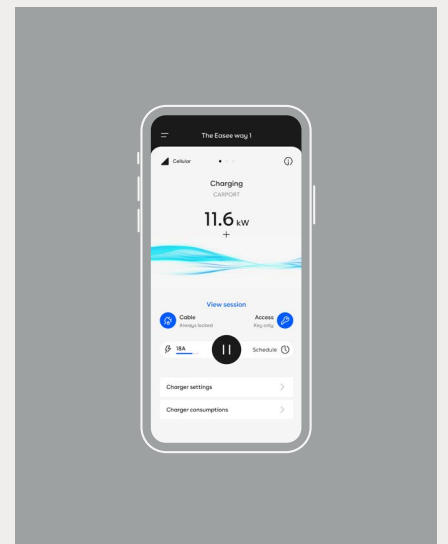 The Easee way 1
Cellular
Charging
CARPORT
11.6 kW
+
View session
Cable
Always locked
Access
Key only
18A
Schedule
Charger settings
Charger consumptions